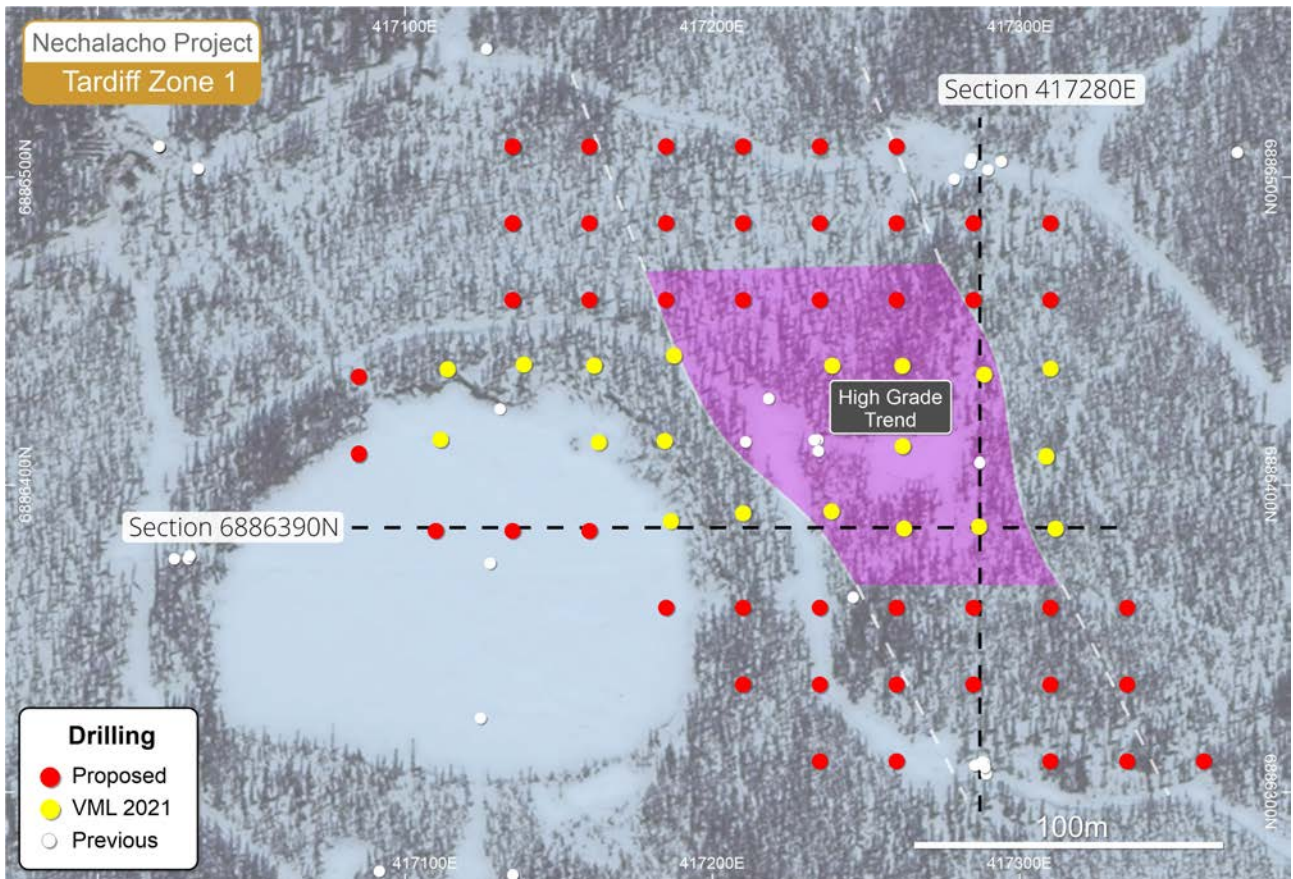 Nechalacho Project
Tardiff Zone 1
417100E
417200E
417300E
Section 417280E
6886500N
6886500N
High Grade
Trend
6886400N
6886400N
Section 6886390N
Drilling
Proposed
VML 2021
Previous
6886300N
100m
417100E
417200E
417300E